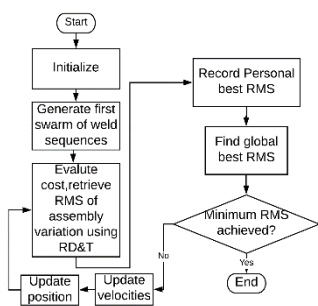 Start
Initialize
Generate first
swarm of weld
sequences
Evalute
cost,retrieve
RMS of
assembly
variation using
RD&T
Record Personal
best RMS
Find global
best RMS
Minimum RMS
achieved?
No
Yes
End
Update
velocities
Update
position